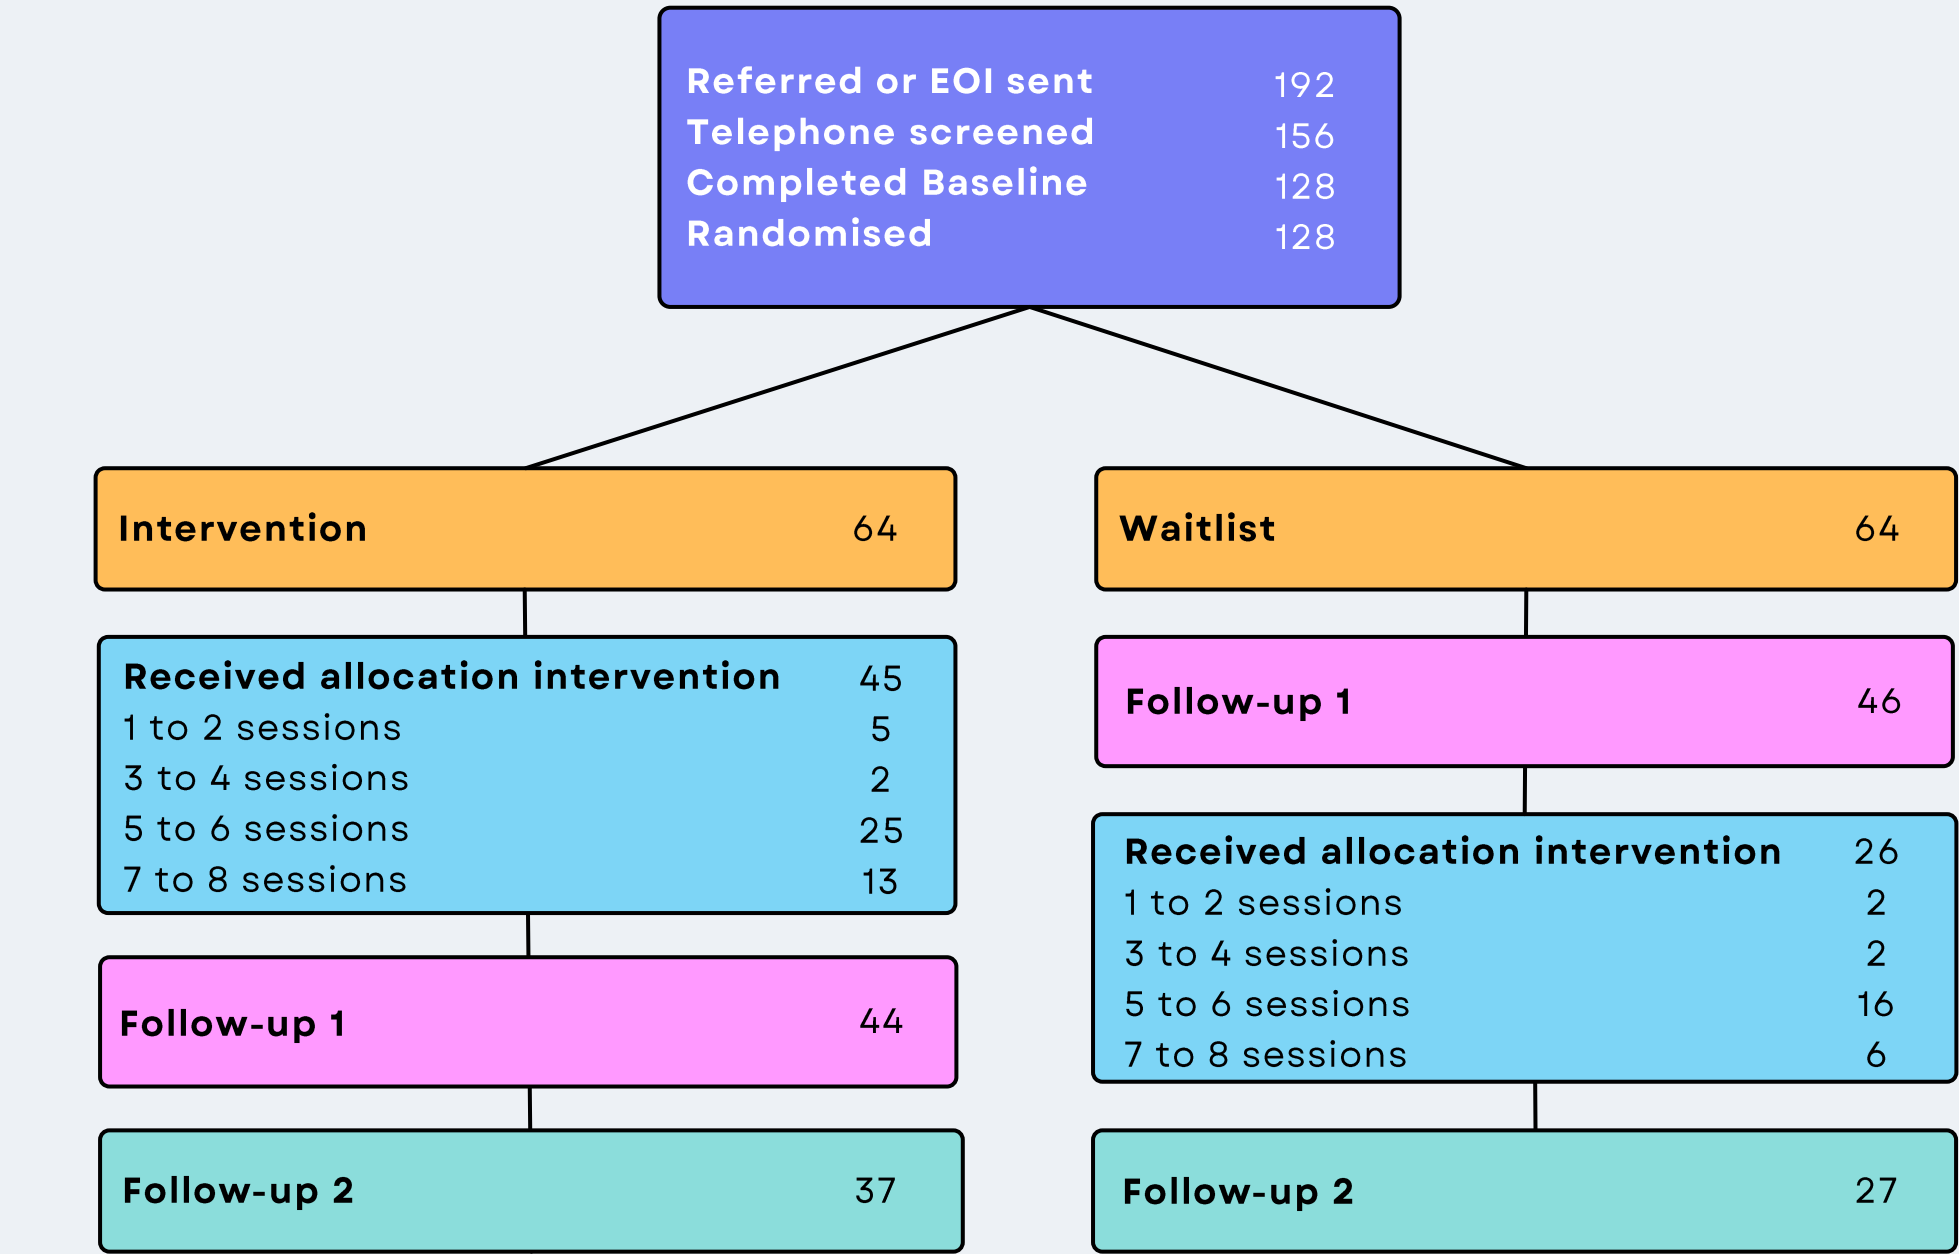 Referred or EOI sent 192
Telephone screened 156
Completed Baseline 128
Randomised 128
Intervention 64
Received allocation intervention 45
1 to 2 sessions 5
3 to 4 sessions 2
5 to 6 sessions 25
7 to 8 sessions 13
Follow-up 1 44
Follow-up 2 37
Waitlist 64
Follow-up 1 46
Received allocation intervention 26
1 to 2 sessions 2
3 to 4 sessions 2
5 to 6 sessions 16
7 to 8 sessions 6
Follow-up 2 27